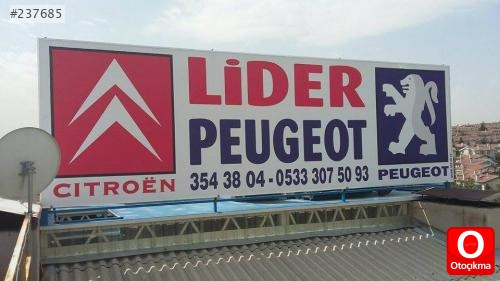 #237685
LİDER
PEUGEOT
354 38 04 - 0533 307 50 93
CITROËN
PEUGEOT
Otoçıkma